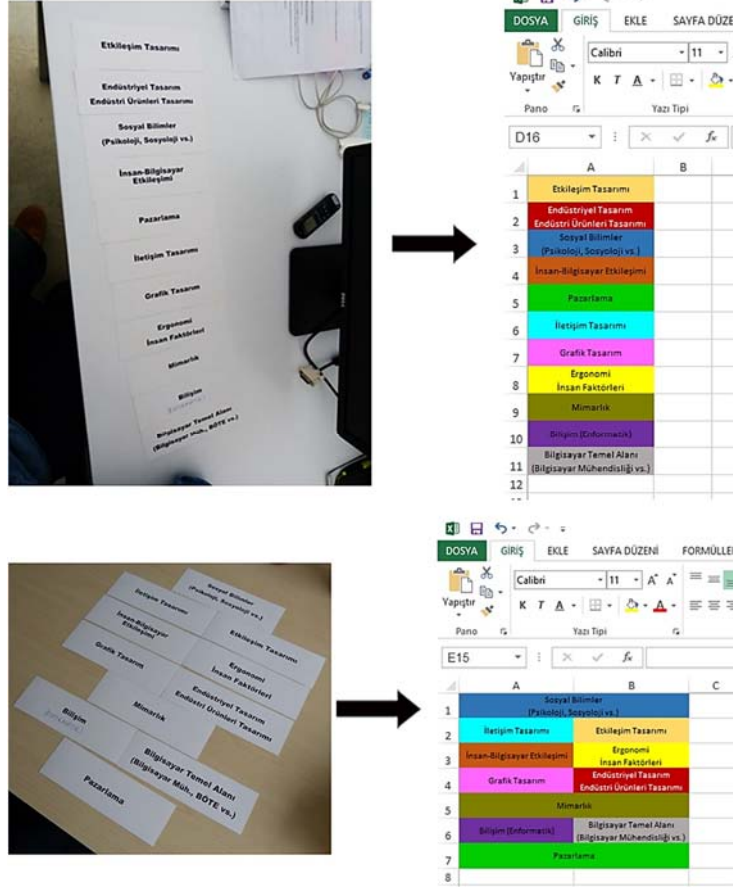 Etkileşim Tasarımı
Endüstriyel Tasarım
Endüstri Ürünleri Tasarımı
Sosyal Bilimler
(Psikoloji, Sosyoloji vs.)
İnsan-Bilgisayar
Etkileşimi
Pazarlama
İletişim Tasarımı
Grafik Tasarım
Ergonomi
İnsan Faktörleri
Mimarlık
Bilişim
Bilgisayar Temel Alanı
(Bilgisayar Müh., BÖTE vs.)
DOSYA GİRİŞ EKLE SAYFA DÜZE
Calibri 11
Yapıştır K T A
Pano Yazı Tipi
D16 fx
A B
1 Etkileşim Tasarımı
Endüstriyel Tasarım
2 Endüstri Ürünleri Tasarımı
Sosyal Bilimler
3 (Psikoloji, Sosyoloji vs.)
4 İnsan-Bilgisayar Etkileşimi
5 Pazarlama
6 İletişim Tasarımı
7 Grafik Tasarım
Ergonomi
8 İnsan Faktörleri
9 Mimarlık
10 Bilişim (Enformatik)
Bilgisayar Temel Alanı
11 (Bilgisayar Mühendisliği vs.)
12
Sosyal Bilimler
(Psikoloji, Sosyoloji vs.)
İletişim Tasarımı
Etkileşim Tasarımı
İnsan-Bilgisayar
Etkileşimi
Ergonomi
İnsan Faktörleri
Grafik Tasarım
Endüstriyel Tasarım
Endüstri Ürünleri Tasarımı
Mimarlık
Bilişim
Bilgisayar Temel Alanı
(Bilgisayar Müh., BÖTE vs.)
Pazarlama
DOSYA GİRİŞ EKLE SAYFA DÜZENİ FORMÜLLER
Calibri 11 A A
Yapıştır K T A A
Pano Yazı Tipi
E15 fx
A B C
Sosyal Bilimler
1 (Psikoloji, Sosyoloji vs.)
2 İletişim Tasarımı Etkileşim Tasarımı
3 İnsan-Bilgisayar Etkileşimi Ergonomi
İnsan Faktörleri
4 Grafik Tasarım Endüstriyel Tasarım
Endüstri Ürünleri Tasarımı
5 Mimarlık
6 Bilişim (Enformatik) Bilgisayar Temel Alanı
(Bilgisayar Mühendisliği vs.)
7 Pazarlama
8